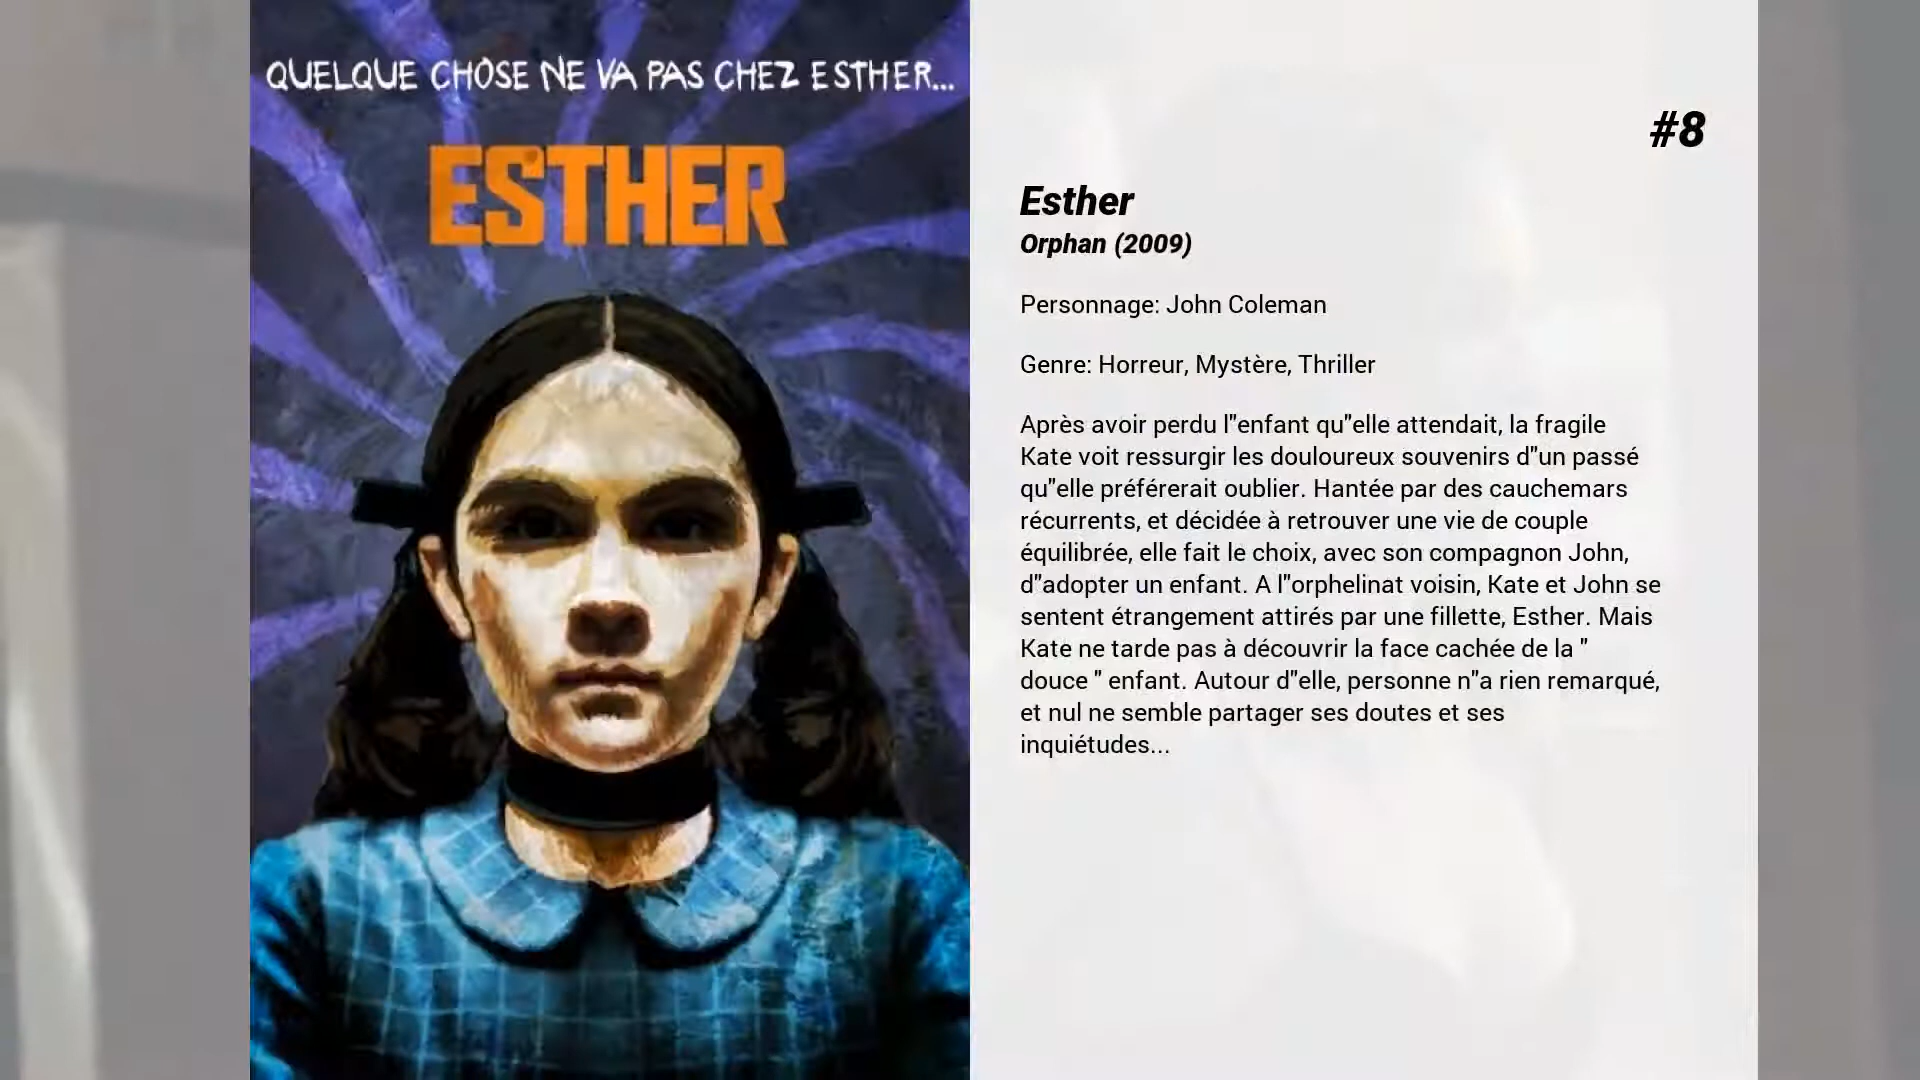 QUELQUE CHOSE NE VA PAS CHEZ ESTHER...
ESTHER
#8
Esther
Orphan (2009)
Personnage: John Coleman
Genre: Horreur, Mystère, Thriller
Après avoir perdu l"enfant qu"elle attendait, la fragile
Kate voit ressurgir les douloureux souvenirs d"un passé
qu"elle préférerait oublier. Hantée par des cauchemars
récurrents, et décidée à retrouver une vie de couple
équilibrée, elle fait le choix, avec son compagnon John,
d"adopter un enfant. A l"orphelinat voisin, Kate et John se
sentent étrangement attirés par une fillette, Esther. Mais
Kate ne tarde pas à découvrir la face cachée de la "
douce " enfant. Autour d"elle, personne n"a rien remarqué,
et nul ne semble partager ses doutes et ses
inquiétudes...